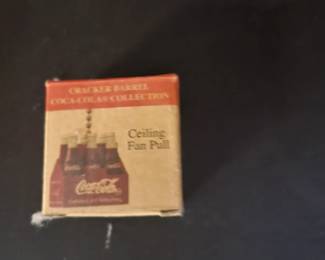 CRACKER BARREL
COCA-COLA® COLLECTION
Ceiling
Fan Pull
Coca-Cola